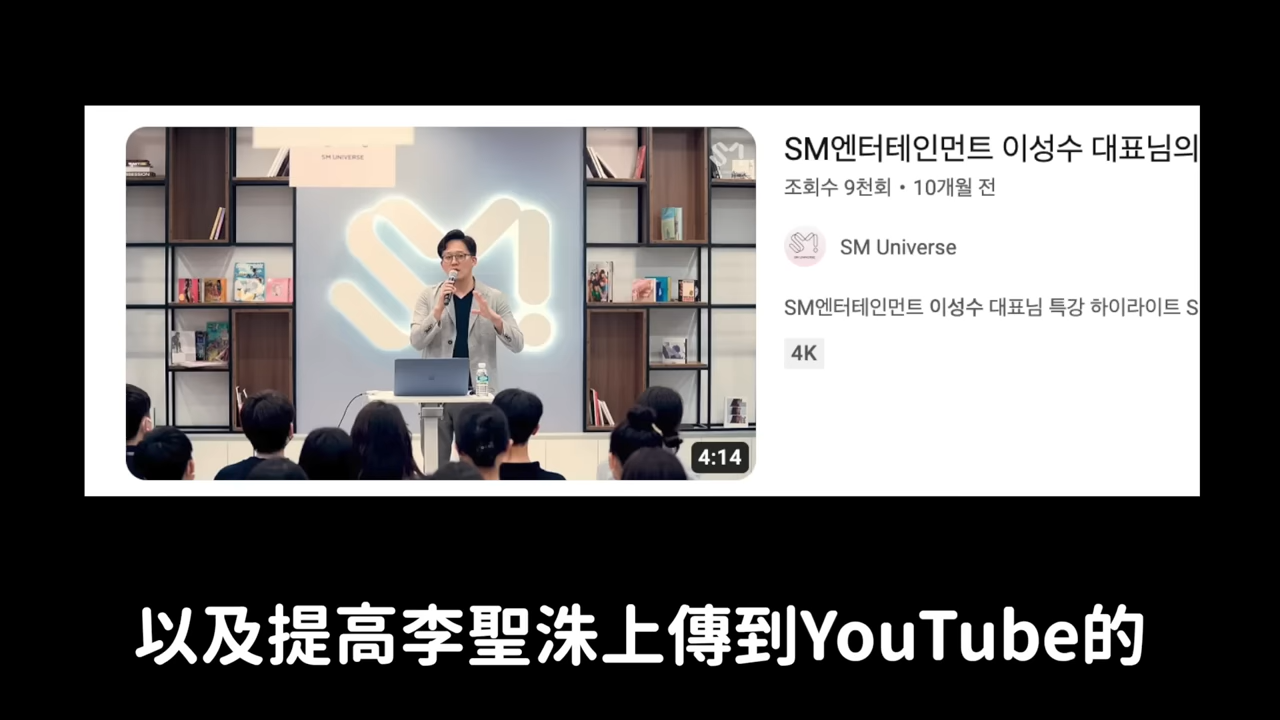 SM UNIVERSE
4:14
SM엔터테인먼트 이성수 대표님의
조회수 9천회 • 10개월 전
SM Universe
SM엔터테인먼트 이성수 대표님 특강 하이라이트 S
4K
以及提高李聖洙上傳到YouTube的